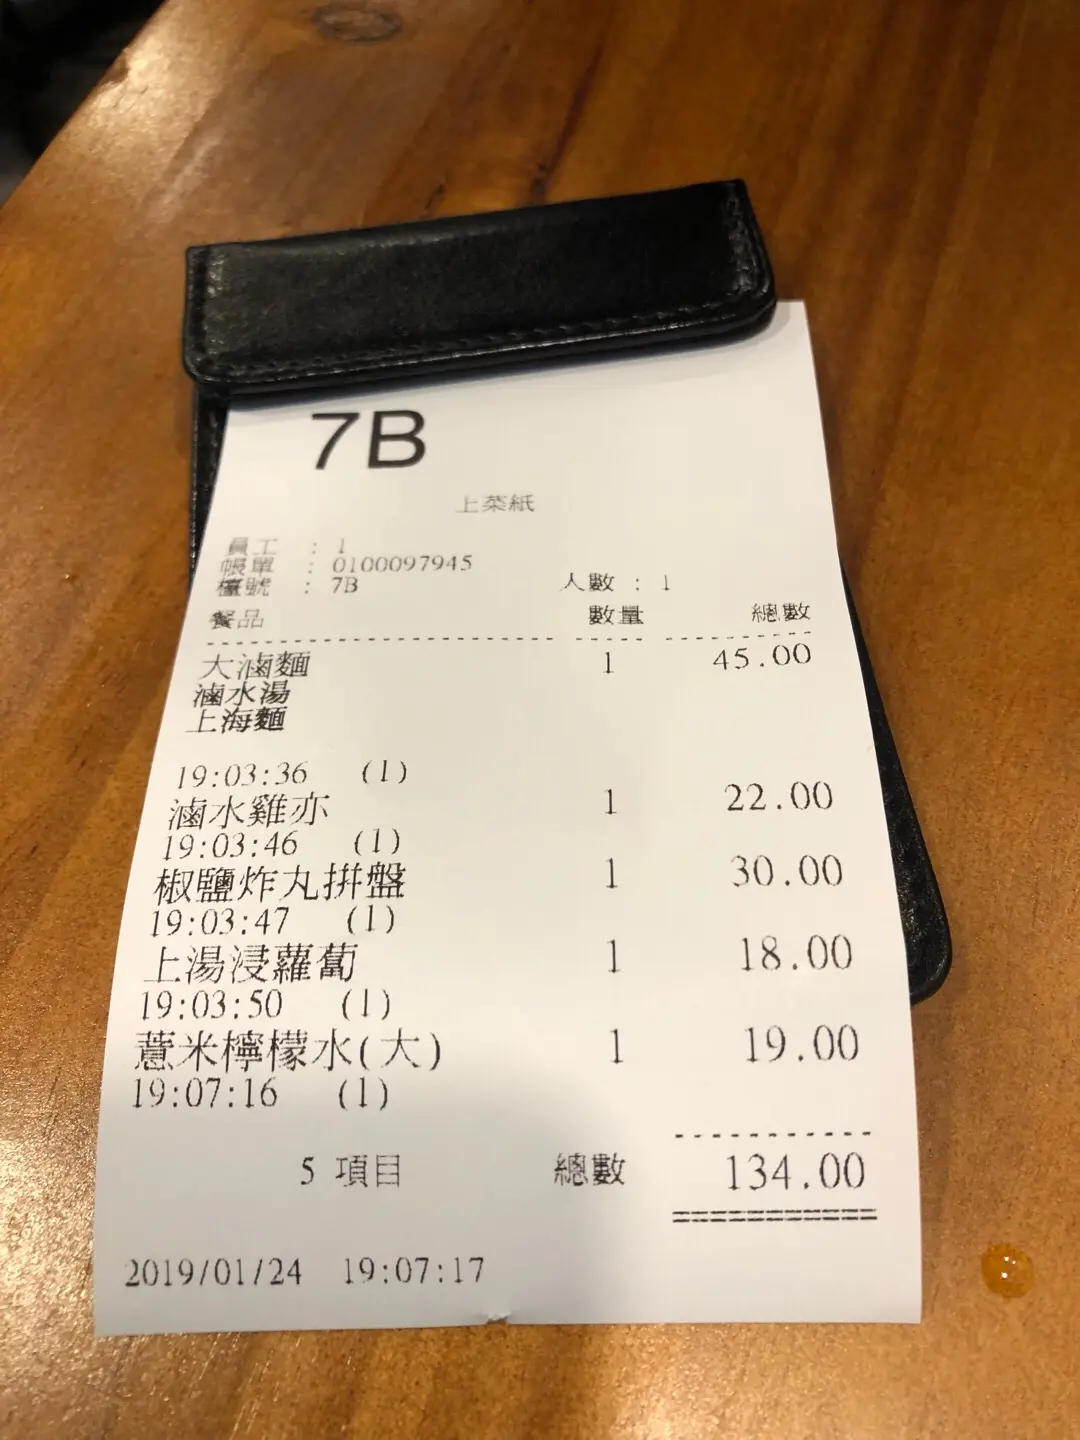 7B
上菜紙
員工 : 1
帳單 : 0100097945
檯號 : 7B 人數 : 1
餐品 數量 總數
大滷麵 1 45.00
滷水湯
上海麵
19:03:36 (1)
滷水雞亦 1 22.00
19:03:46 (1)
椒鹽炸丸拼盤 1 30.00
19:03:47 (1)
上湯浸蘿蔔 1 18.00
19:03:50 (1)
薏米檸檬水(大) 1 19.00
19:07:16 (1)
5 項目 總數 134.00
2019/01/24 19:07:17